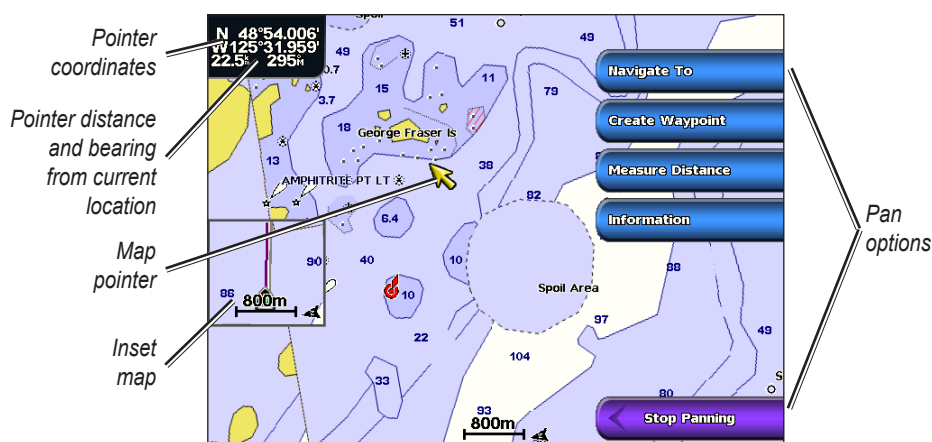 Pointer
coordinates
Pointer distance
and bearing
from current
location
Map
pointer
Inset
map
N 48°54.006'
W125°31.959'
22.5 295°M
51
49
0.7
3.7
15
11
79
18
George Fraser Is
13
38
AMPHITRITE PT LT
82
6.4
90
40
10
88
86
800m
10
Spoil Area
97
22
49
104
33
80
93
800m
S
Navigate To
Create Waypoint
Measure Distance
Information
Stop Panning
Pan
options
49